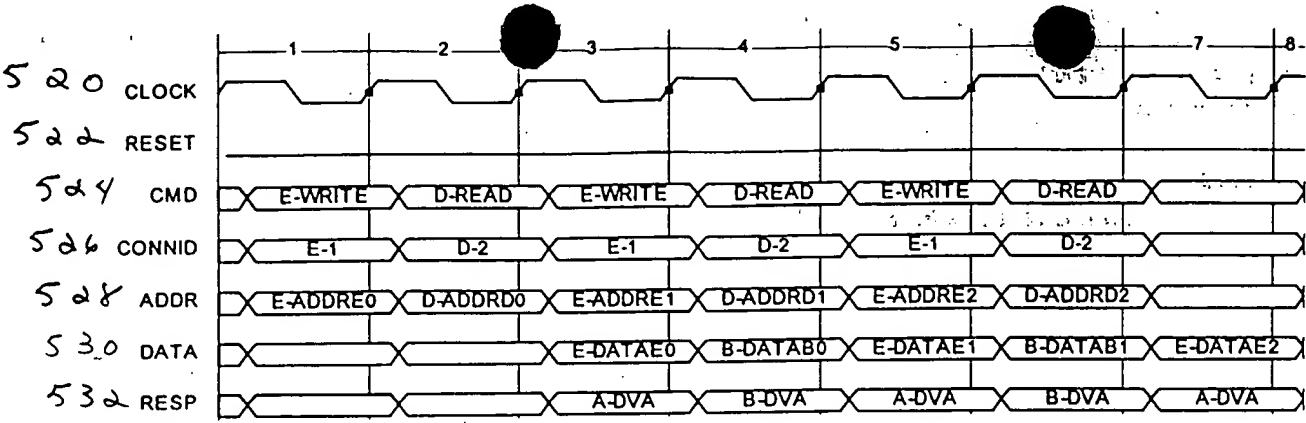 1 2 3 4 5 7 8
520 CLOCK
522 RESET
524 CMD E-WRITE D-READ E-WRITE D-READ E-WRITE D-READ
526 CONNID E-1 D-2 E-1 D-2 E-1 D-2
528 ADDR E-ADDRE0 D-ADDRD0 E-ADDRE1 D-ADDRD1 E-ADDRE2 D-ADDRD2
530 DATA E-DATAE0 B-DATAB0 E-DATAE1 B-DATAB1 E-DATAE2
532 RESP A-DVA B-DVA A-DVA B-DVA A-DVA